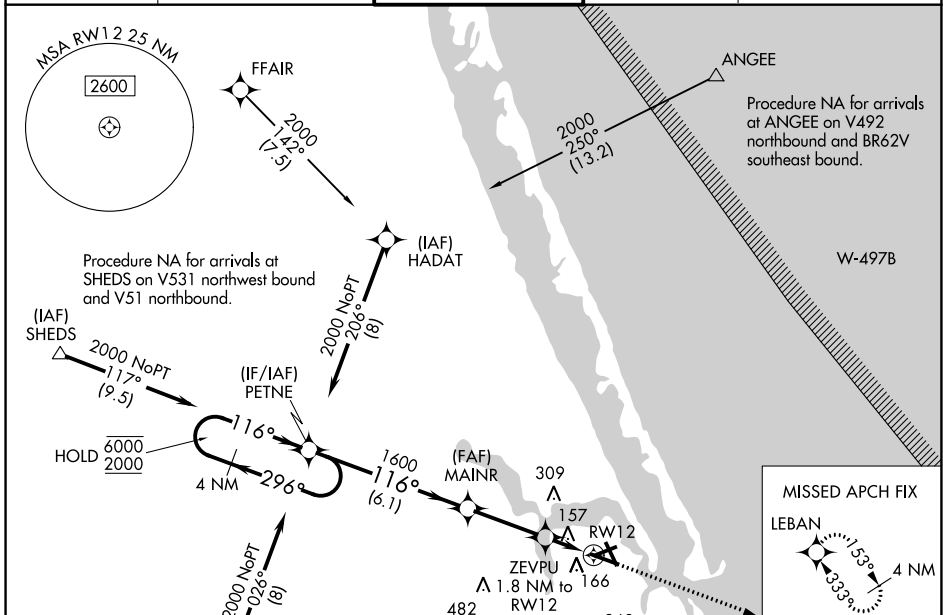 MSA RW12 25 NM
2600
FFAIR
2000
142°
(7.5)
ANGEE
2000
250°
(13.2)
Procedure NA for arrivals
at ANGEE on V492
northbound and BR62V
southeast bound.
W-497B
(IAF)
HADAT
2000 NoPT
206°
(8)
Procedure NA for arrivals at
SHEDS on V531 northwest bound
and V51 northbound.
(IAF)
SHEDS
2000 NoPT
117°
(9.5)
(IF/IAF)
PETNE
HOLD 6000
2000
116°
296°
4 NM
1600
116°
(6.1)
(FAF)
MAINR
309
157
RW12
166
ZEVPU
1.8 NM to
RW12
482
2000 NoPT
026°
(8)
MISSED APCH FIX
LEBAN
153°
333°
4 NM